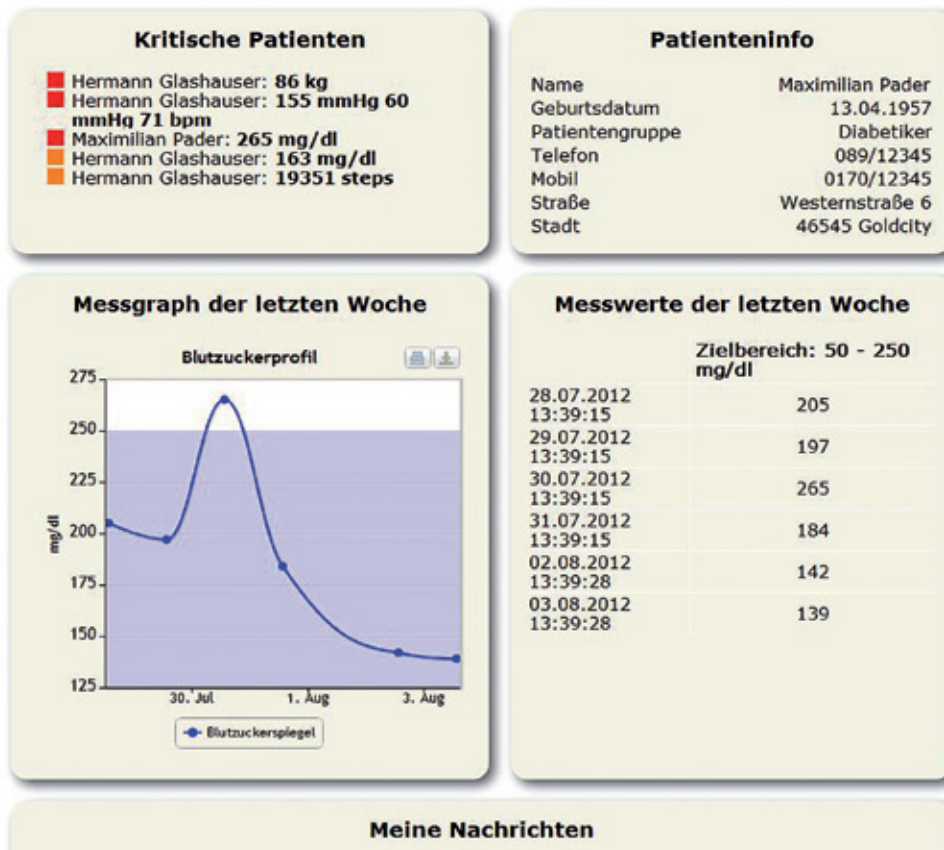 Kritische Patienten
Hermann Glashauser: 86 kg
Hermann Glashauser: 155 mmHg 60
mmHg 71 bpm
Maximilian Pader: 265 mg/dl
Hermann Glashauser: 163 mg/dl
Hermann Glashauser: 19351 steps
Patienteninfo
Name Maximilian Pader
Geburtsdatum 13.04.1957
Patientengruppe Diabetiker
Telefon 089/12345
Mobil 0170/12345
Straße Westernstraße 6
Stadt 46545 Goldcity
Messgraph der letzten Woche
Blutzuckerprofil
275
250
225
200
175
150
125
mg/dl
30. Jul 1. Aug 3. Aug
Blutzuckerspiegel
Messwerte der letzten Woche
Zielbereich: 50 - 250
mg/dl
28.07.2012
13:39:15 205
29.07.2012
13:39:15 197
30.07.2012
13:39:15 265
31.07.2012
13:39:15 184
02.08.2012
13:39:28 142
03.08.2012
13:39:28 139
Meine Nachrichten